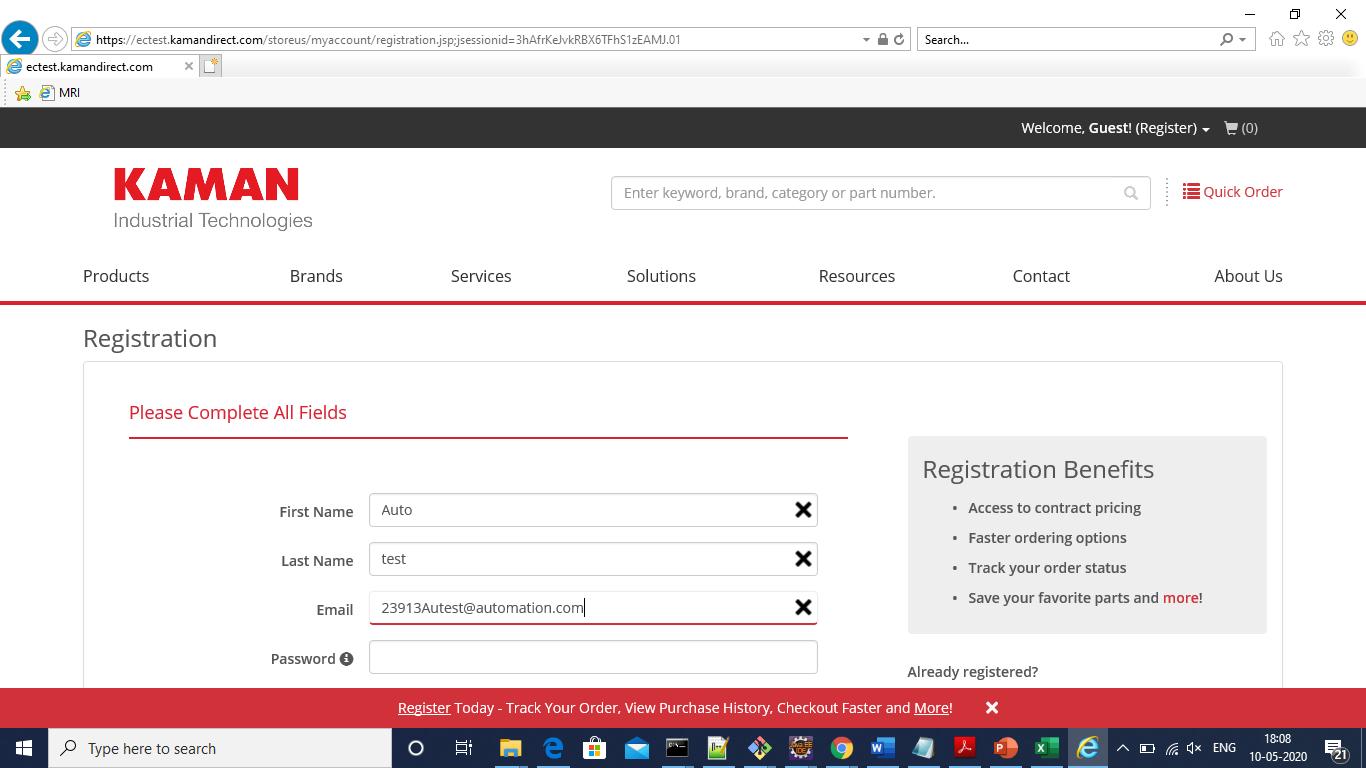 https://ectest.kamandirect.com/storeus/myaccount/registration.jsp;jsessionid=3hAfrKeJvkRBX6TFhS1zEAMJ.01
Search...
ectest.kamandirect.com
MRI
Welcome, Guest! (Register)
(0)
KAMAN
Industrial Technologies
Enter keyword, brand, category or part number.
Quick Order
Products Brands Services Solutions Resources Contact About Us
Registration
Please Complete All Fields
First Name Auto
Last Name test
Email 23913Autest@automation.com
Password
Registration Benefits
• Access to contract pricing
• Faster ordering options
• Track your order status
• Save your favorite parts and more!
Already registered?
Register Today - Track Your Order, View Purchase History, Checkout Faster and More!
Type here to search
ENG
18:08
10-05-2020
21